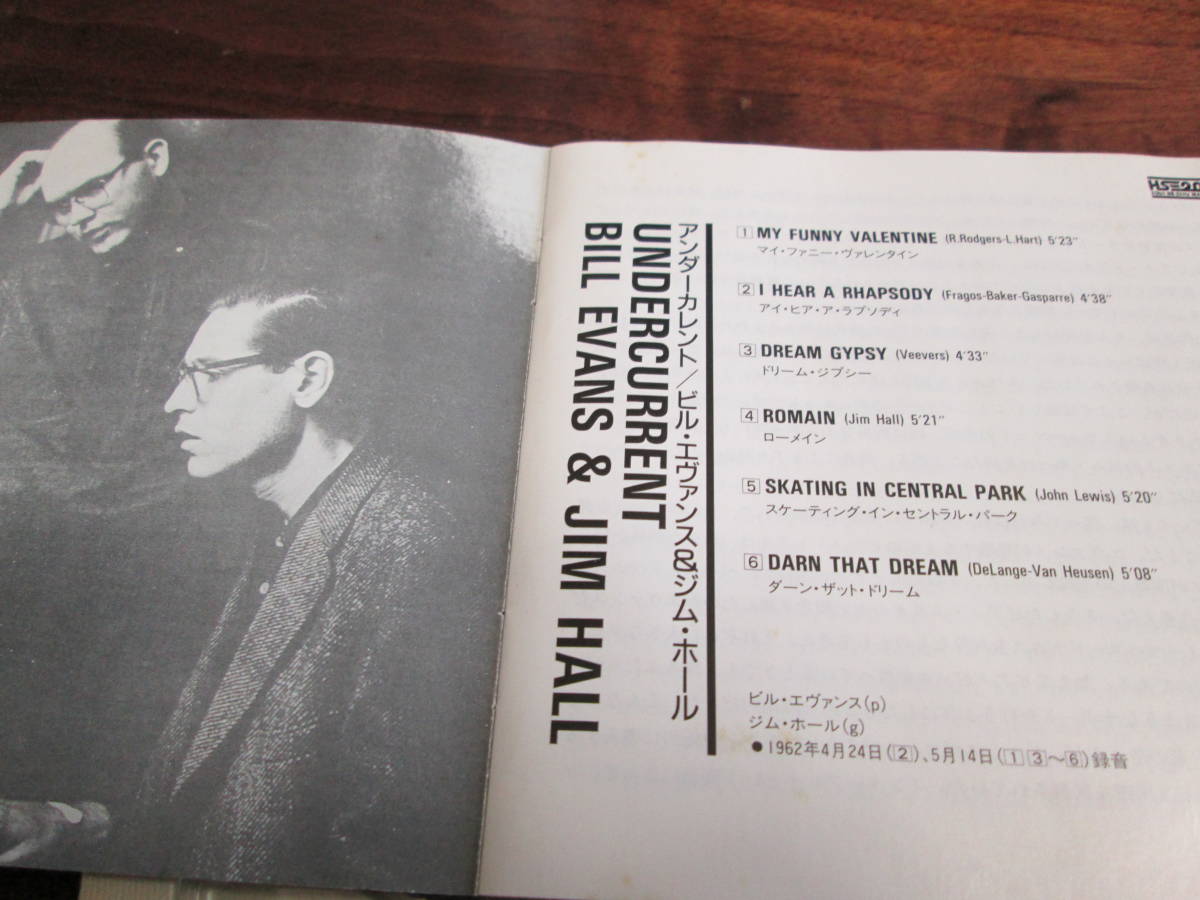 アンダーカレント/ビル・エヴァンス&ジム・ホール
UNDERCURRENT
BILL EVANS & JIM HALL
1 MY FUNNY VALENTINE (R.Rodgers-L.Hart) 5'23"
マイ・ファニー・ヴァレンタイン
2 I HEAR A RHAPSODY (Fragos-Baker-Gasparre) 4'38"
アイ・ヒア・ア・ラプソディ
3 DREAM GYPSY (Veevers) 4'33"
ドリーム・ジプシー
4 ROMAIN (Jim Hall) 5'21"
ローメイン
5 SKATING IN CENTRAL PARK (John Lewis) 5'20"
スケーティング・イン・セントラル・パーク
6 DARN THAT DREAM (DeLange-Van Heusen) 5'08"
ダーン・ザット・ドリーム
ビル・エヴァンス(p)
ジム・ホール(g)
●1962年4月24日(2)、5月14日(1 3〜6)録音